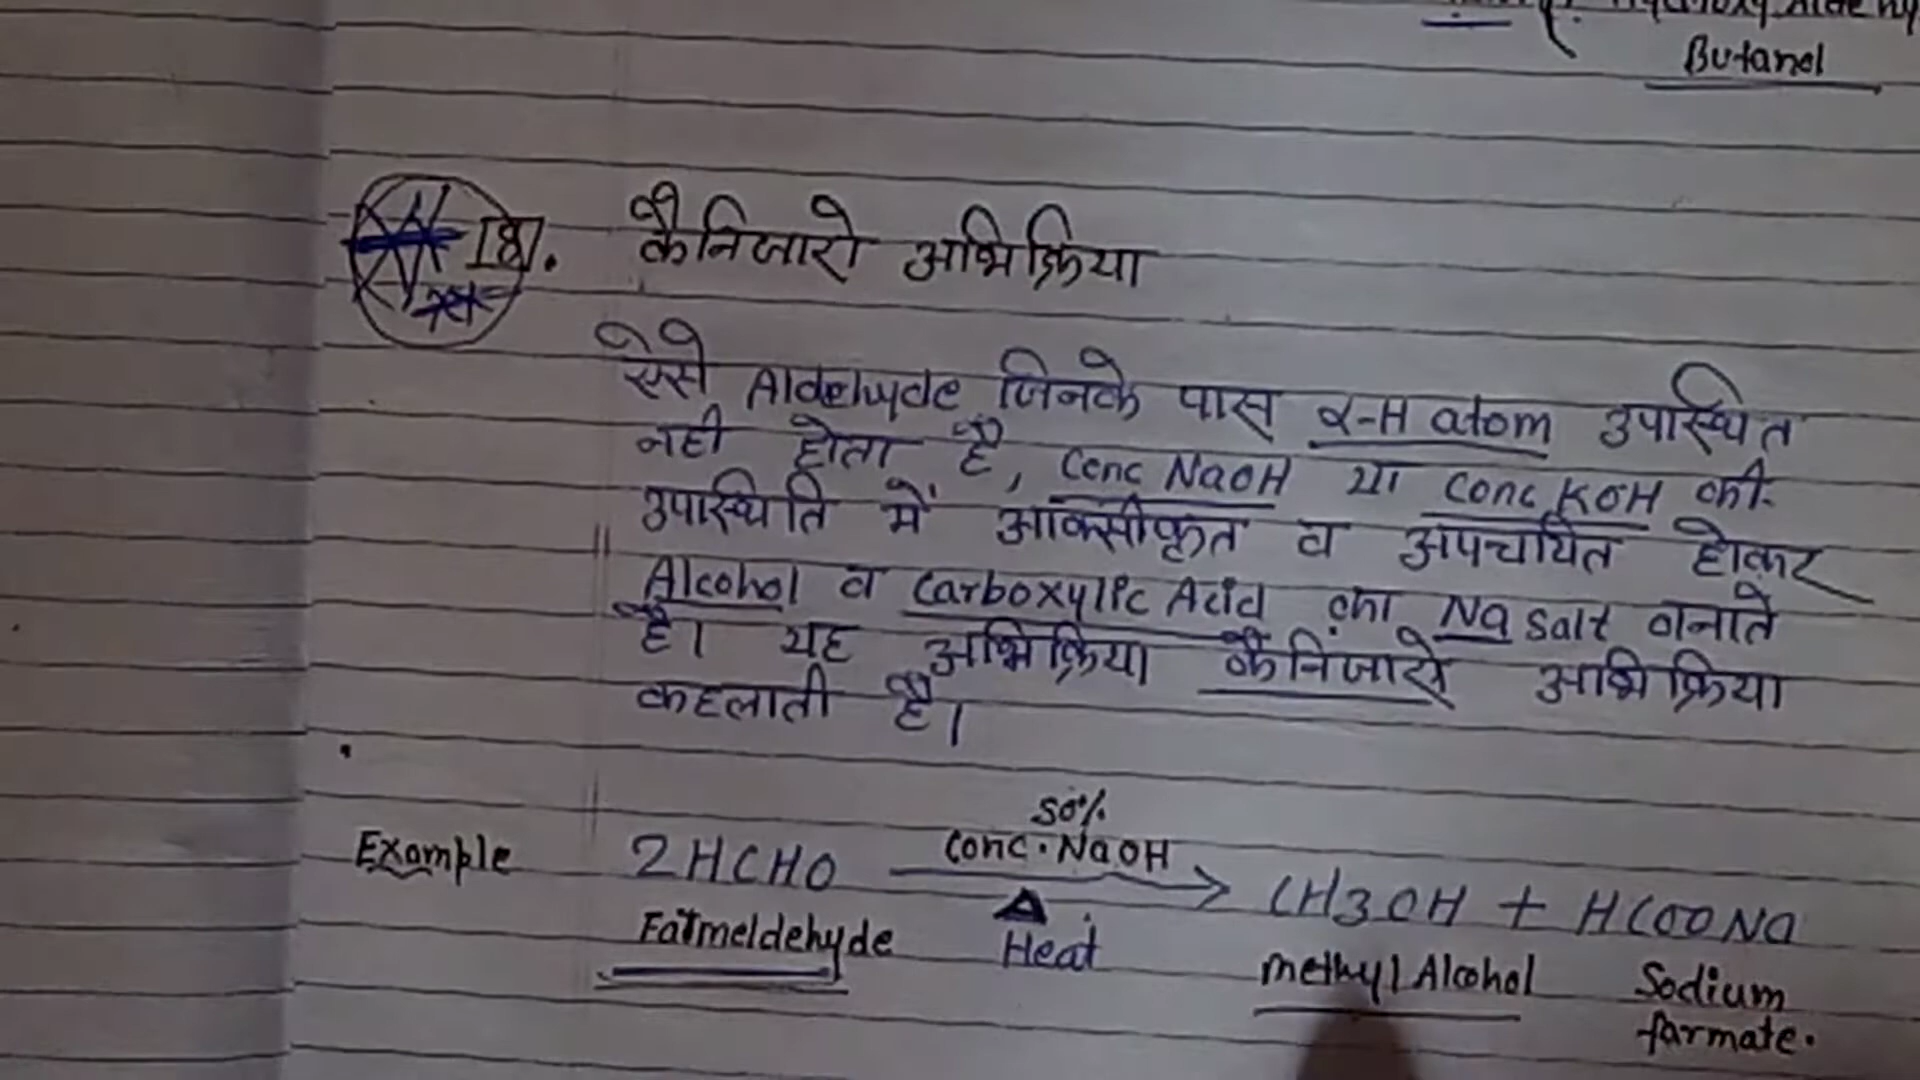 Butanel
कैनिजारो अभिक्रिया
ऐसे Aldehyde जिनके पास α-H atom उपस्थित
नही होता है, Conc NaOH या Conc KOH की
उपस्थिति में आक्सीकृत व अपचयित होकर
Alcohol व Carboxylic Acid का Na salt बनाते
है। यह अभिक्रिया कैनिजारो अभिक्रिया
कहलाती है।
50%
Example 2HCHO Conc. NaOH → CH3OH + HCOONa
Farmeldehyde Δ Heat methyl Alcohol Sodium
farmate.